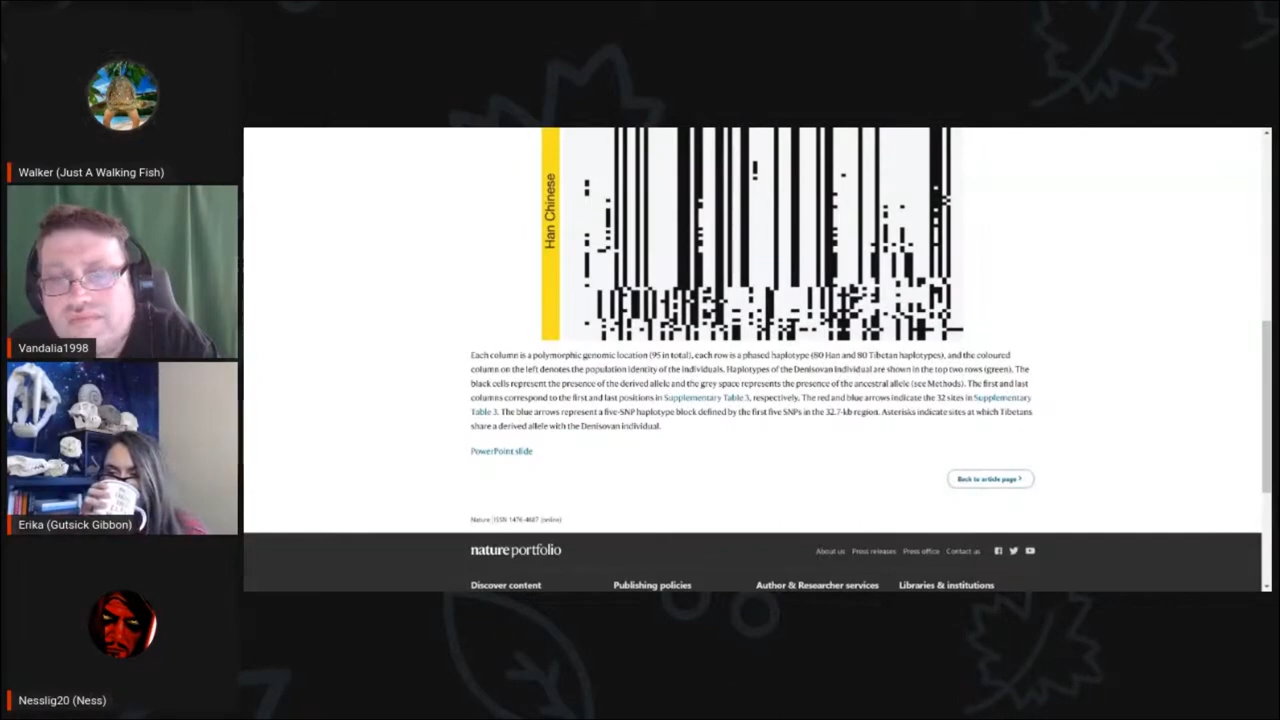 Walker (Just A Walking Fish)
Vandalia1998
Erika (Gutsick Gibbon)
Nesslig20 (Ness)
Han Chinese
Each column is a polymorphic genomic location (95 in total), each row is a phased haplotype (80 Han and 80 Tibetan haplotypes), and the coloured
column on the left denotes the population identity of the individuals. Haplotypes of the Denisovan individual are shown in the top two rows (green). The
black cells represent the presence of the derived allele and the grey space represents the presence of the ancestral allele (see Methods). The first and last
columns correspond to the first and last positions in Supplementary Table 3, respectively. The red and blue arrows indicate the 32 sites in Supplementary
Table 3. The blue arrows represent a five-SNP haplotype block defined by the first five SNPs in the 32.7-kb region. Asterisks indicate sites at which Tibetans
share a derived allele with the Denisovan individual.
PowerPoint slide
Back to article page
Nature ISSN 1476-4687 (online)
natureportfolio
About us Press releases Press office Contact us
Discover content Publishing policies Author & Researcher services Libraries & institutions